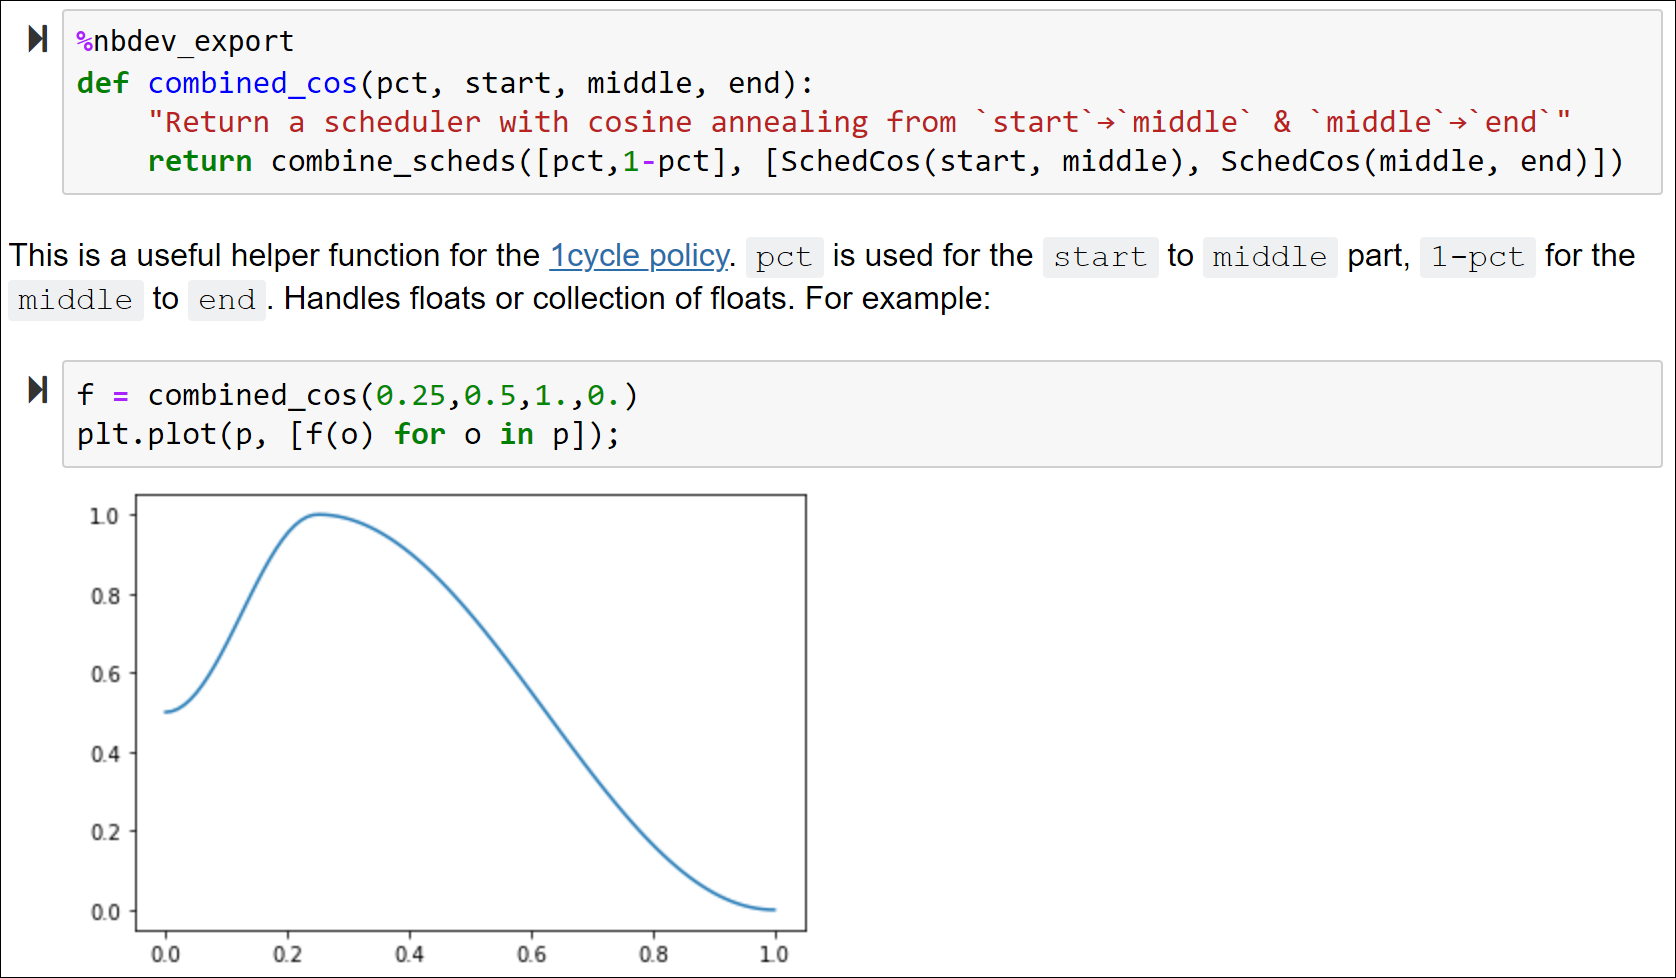 %nbdev_export
def combined_cos(pct, start, middle, end):
    "Return a scheduler with cosine annealing from `start`→`middle` & `middle`→`end`"
    return combine_scheds([pct,1-pct], [SchedCos(start, middle), SchedCos(middle, end)])
This is a useful helper function for the 1cycle policy. pct is used for the start to middle part, 1-pct for the
middle to end. Handles floats or collection of floats. For example:
f = combined_cos(0.25,0.5,1.,0.)
plt.plot(p, [f(o) for o in p]);
1.0
0.8
0.6
0.4
0.2
0.0
0.0 0.2 0.4 0.6 0.8 1.0